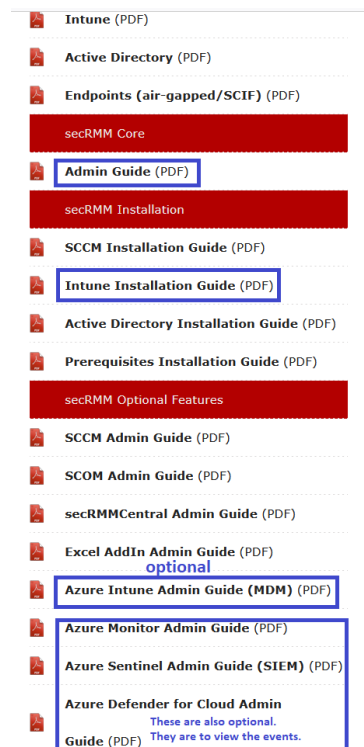 Intune (PDF)
Active Directory (PDF)
Endpoints (air-gapped/SCIF) (PDF)
secRMM Core
Admin Guide (PDF)
secRMM Installation
SCCM Installation Guide (PDF)
Intune Installation Guide (PDF)
Active Directory Installation Guide (PDF)
Prerequisites Installation Guide (PDF)
secRMM Optional Features
SCCM Admin Guide (PDF)
SCOM Admin Guide (PDF)
secRMMCentral Admin Guide (PDF)
Excel AddIn Admin Guide (PDF)
optional
Azure Intune Admin Guide (MDM) (PDF)
Azure Monitor Admin Guide (PDF)
Azure Sentinel Admin Guide (SIEM) (PDF)
Azure Defender for Cloud Admin
Guide (PDF)
These are also optional.
They are to view the events.